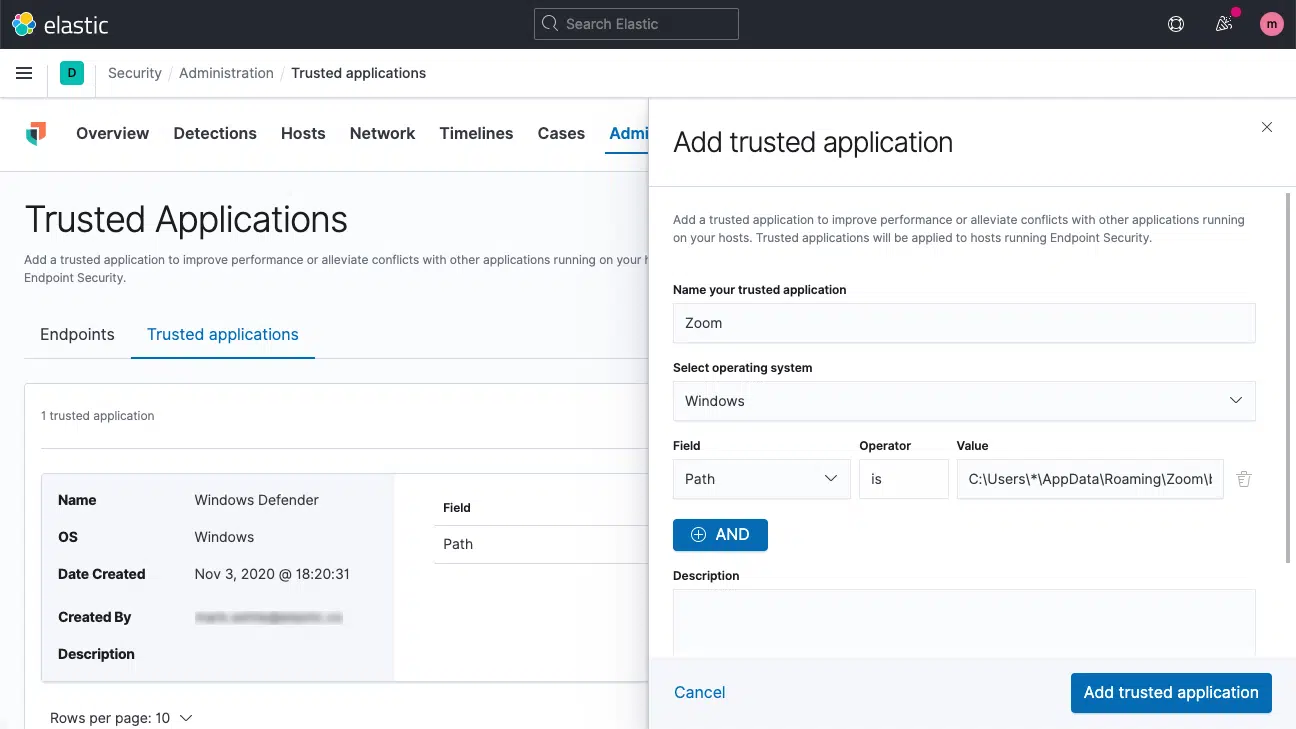 elastic
Search Elastic
m
D
Security / Administration / Trusted applications
Overview Detections Hosts Network Timelines Cases Admi
Trusted Applications
Add a trusted application to improve performance or alleviate conflicts with other applications running on your h
Endpoint Security.
Endpoints Trusted applications
1 trusted application
Name Windows Defender
OS Windows
Date Created Nov 3, 2020 @ 18:20:31
Created By
Description
Field
Path
Rows per page: 10
Add trusted application
Add a trusted application to improve performance or alleviate conflicts with other applications running
on your hosts. Trusted applications will be applied to hosts running Endpoint Security.
Name your trusted application
Zoom
Select operating system
Windows
Field Operator Value
Path is C:\Users\*\AppData\Roaming\Zoom\b
AND
Description
Cancel Add trusted application